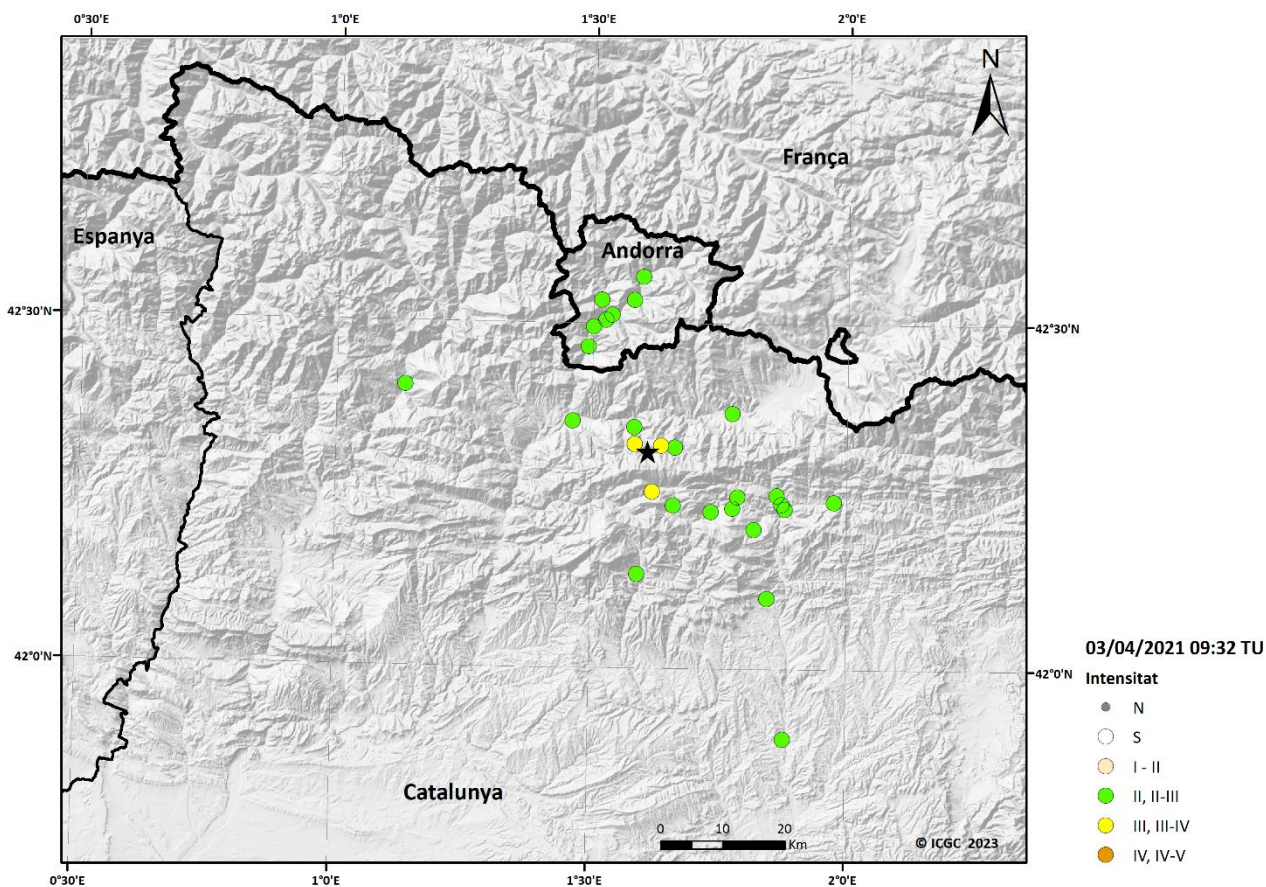 0°30'E 1°0'E 1°30'E 2°0'E
N
França
Espanya
Andorra
42°30'N 42°30'N
42°0'N 42°0'N
03/04/2021 09:32 TU
Intensitat
N
S
I - II
II, II-III
III, III-IV
IV, IV-V
Catalunya
0 10 20
Km
© ICGC 2023
0°30'E 1°0'E 1°30'E 2°0'E